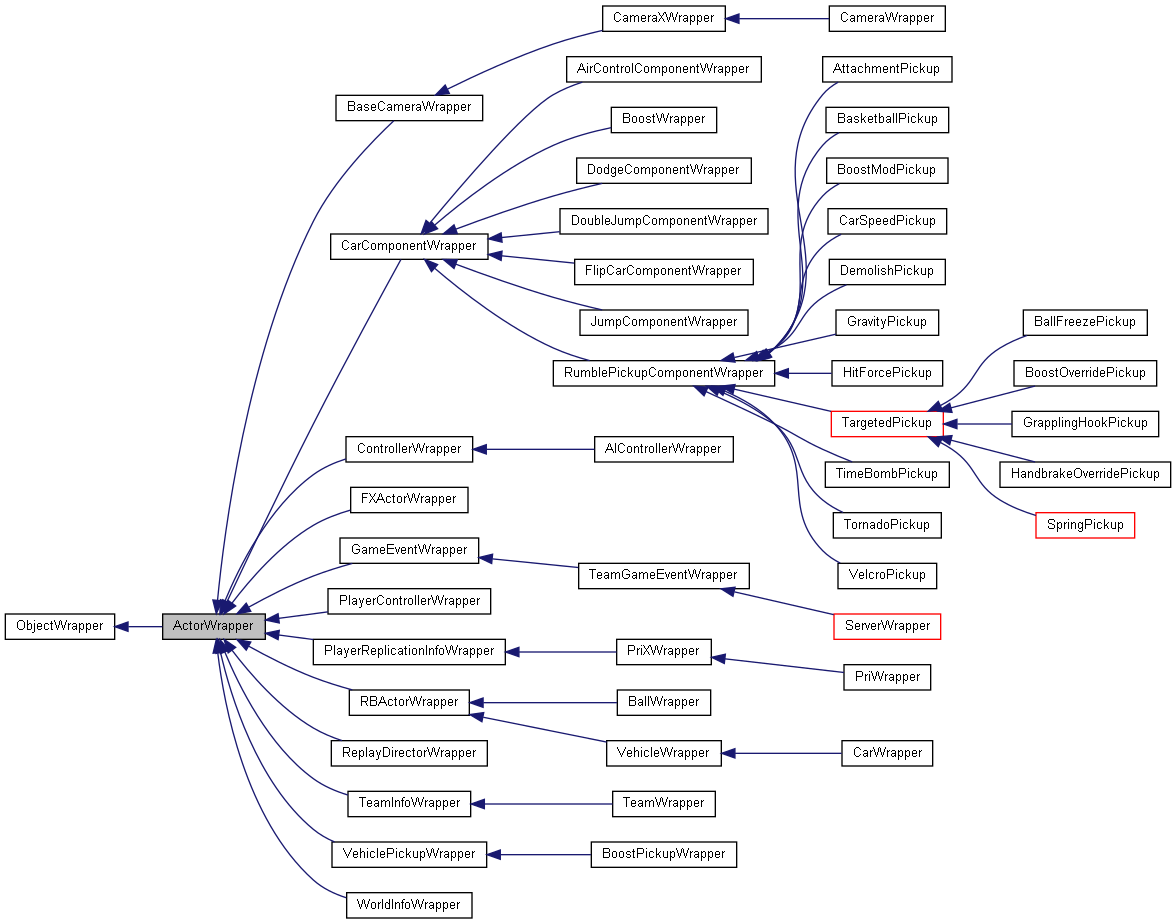 CameraXWrapper
CameraWrapper
AirControlComponentWrapper
AttachmentPickup
BaseCameraWrapper
BoostWrapper
BasketballPickup
DodgeComponentWrapper
BoostModPickup
DoubleJumpComponentWrapper
CarSpeedPickup
CarComponentWrapper
FlipCarComponentWrapper
DemolishPickup
JumpComponentWrapper
GravityPickup
BallFreezePickup
RumblePickupComponentWrapper
HitForcePickup
BoostOverridePickup
TargetedPickup
GrapplingHookPickup
ControllerWrapper
AIControllerWrapper
TimeBombPickup
HandbrakeOverridePickup
FXActorWrapper
TornadoPickup
SpringPickup
GameEventWrapper
TeamGameEventWrapper
VelcroPickup
PlayerControllerWrapper
ObjectWrapper
ActorWrapper
ServerWrapper
PlayerReplicationInfoWrapper
PriXWrapper
PriWrapper
RBActorWrapper
BallWrapper
ReplayDirectorWrapper
VehicleWrapper
CarWrapper
TeamInfoWrapper
TeamWrapper
VehiclePickupWrapper
BoostPickupWrapper
WorldInfoWrapper